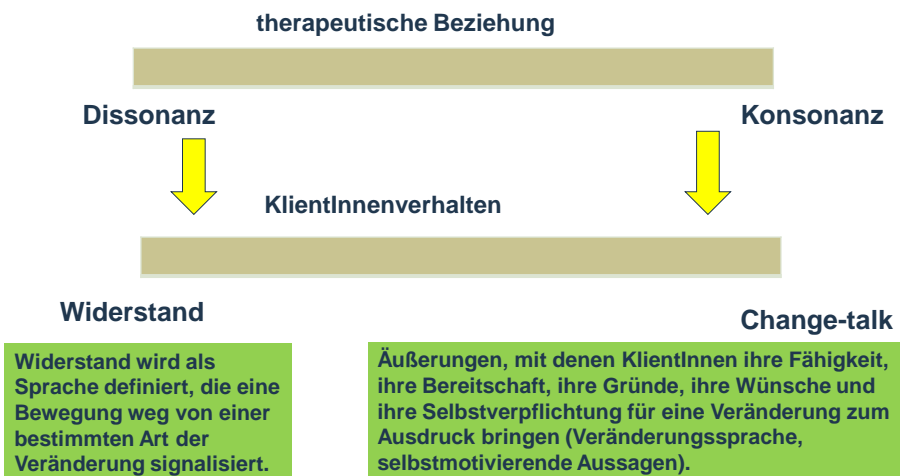 therapeutische Beziehung
Dissonanz
Konsonanz
KlientInnenverhalten
Widerstand
Change-talk
Widerstand wird als
Sprache definiert, die eine
Bewegung weg von einer
bestimmten Art der
Veränderung signalisiert.
Äußerungen, mit denen KlientInnen ihre Fähigkeit,
ihre Bereitschaft, ihre Gründe, ihre Wünsche und
ihre Selbstverpflichtung für eine Veränderung zum
Ausdruck bringen (Veränderungssprache,
selbstmotivierende Aussagen).